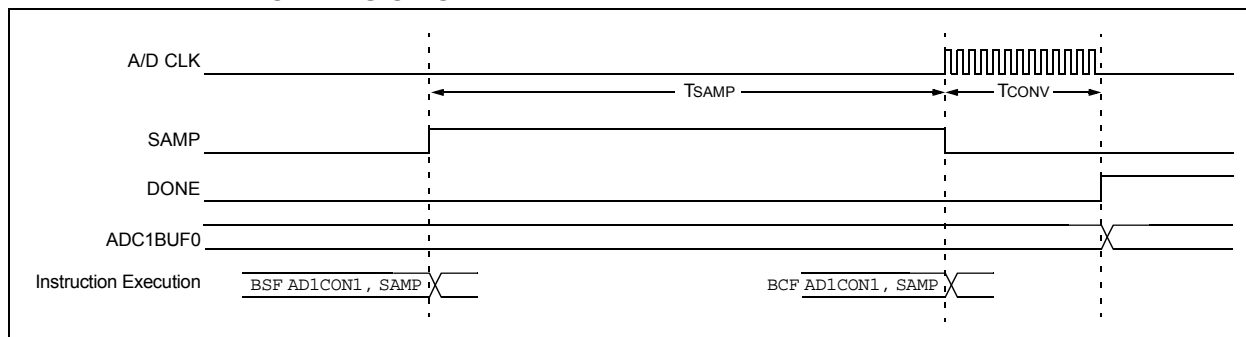 A/D CLK
TSAMP
TCONV
SAMP
DONE
ADC1BUF0
Instruction Execution
BSF AD1CON1, SAMP
BCF AD1CON1, SAMP